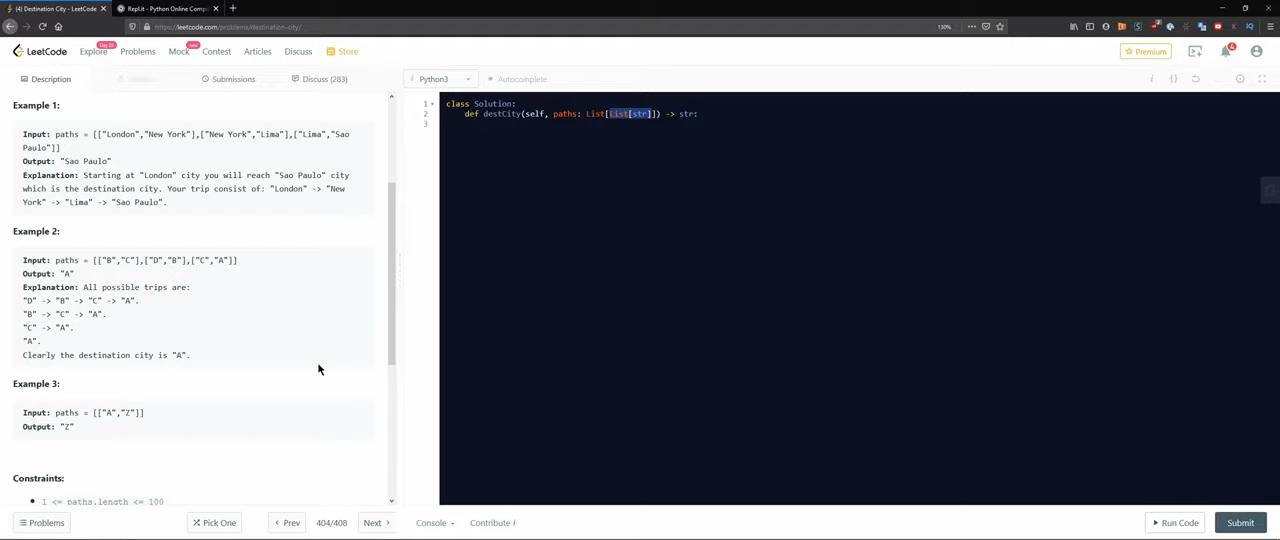 (4) Destination City - LeetCode
Repl.it - Python Online Compil
https://leetcode.com/problems/destination-city/
130%
LeetCode
Explore
Problems
Mock
Contest
Articles
Discuss
Store
Premium
Description
Submissions
Discuss (283)
Python3
Autocomplete
Example 1:
Input: paths = [["London","New York"],["New York","Lima"],["Lima","Sao
Paulo"]]
Output: "Sao Paulo"
Explanation: Starting at "London" city you will reach "Sao Paulo" city
which is the destination city. Your trip consist of: "London" -> "New
York" -> "Lima" -> "Sao Paulo".
Example 2:
Input: paths = [["B","C"],["D","B"],["C","A"]]
Output: "A"
Explanation: All possible trips are:
"D" -> "B" -> "C" -> "A".
"B" -> "C" -> "A".
"C" -> "A".
"A".
Clearly the destination city is "A".
Example 3:
Input: paths = [["A","Z"]]
Output: "Z"
Constraints:
1 <= paths.length <= 100
1 class Solution:
2 def destCity(self, paths: List[List[str]]) -> str:
3
Problems
Pick One
Prev
404/408
Next
Console
Contribute i
Run Code
Submit